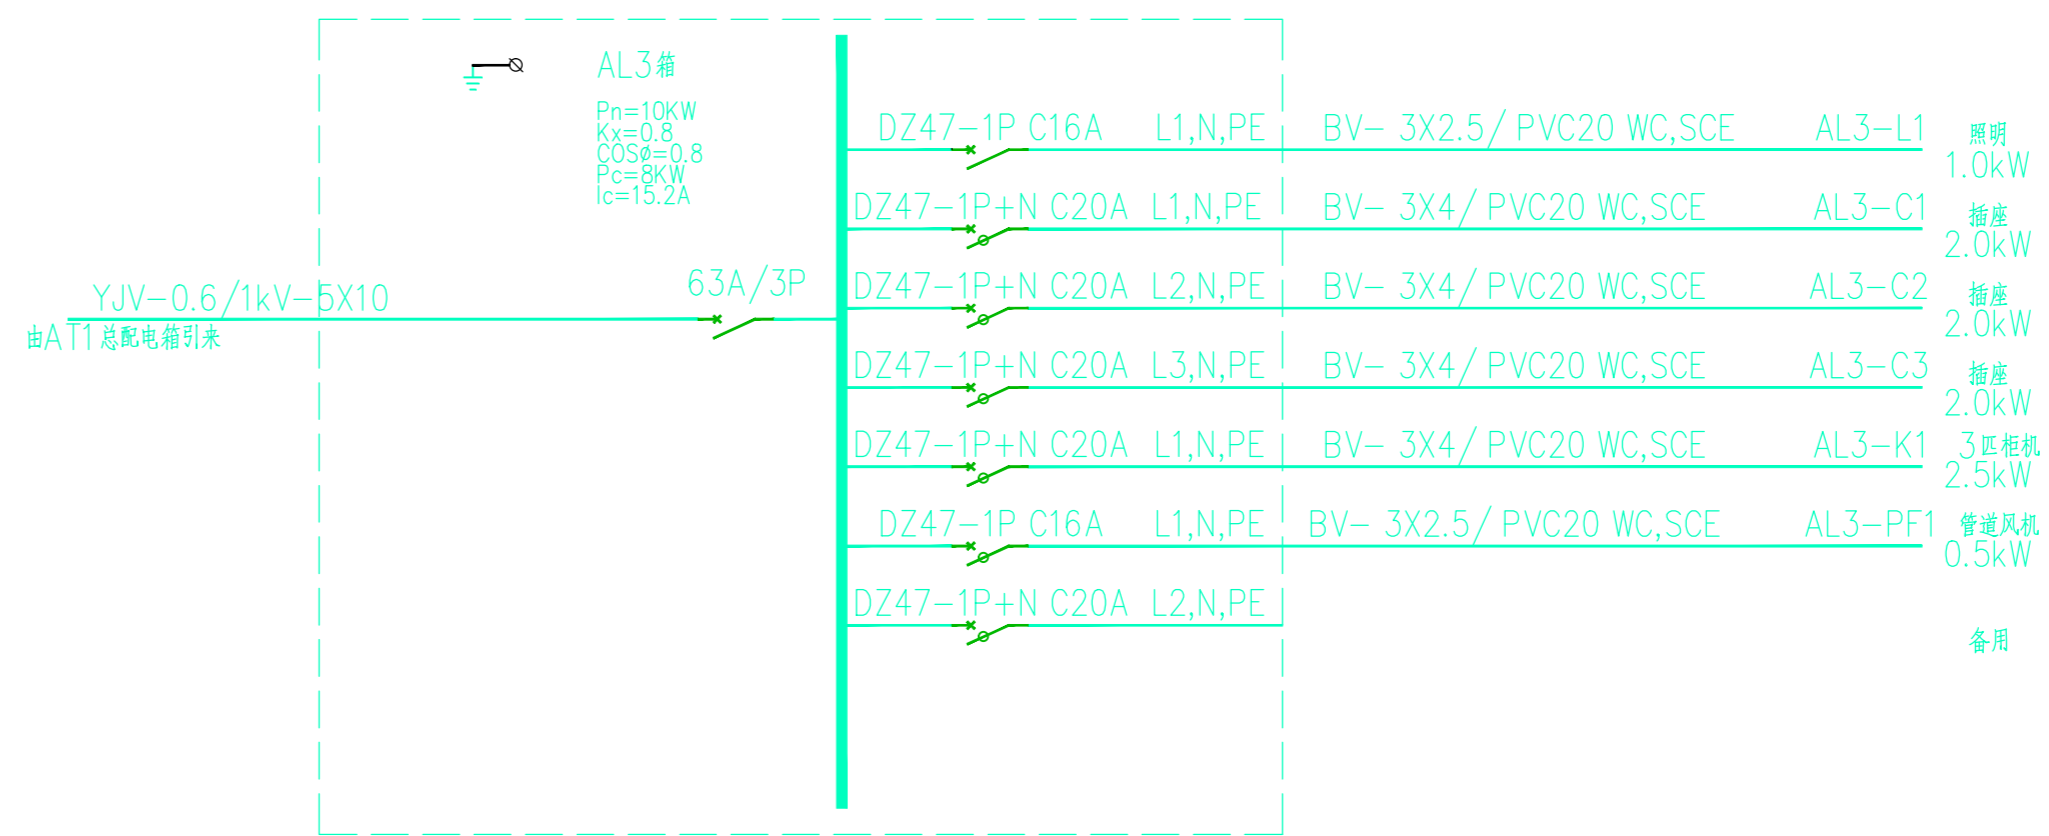 AL3箱
Pn=10KW
Kx=0.8
COSø=0.8
Pc=8KW
Ic=15.2A
YJV-0.6/1kV-5X10
由AT1总配电箱引来
63A/3P
DZ47-1P C16A L1,N,PE BV- 3X2.5/ PVC20 WC,SCE AL3-L1 照明
1.0kW
DZ47-1P+N C20A L1,N,PE BV- 3X4/ PVC20 WC,SCE AL3-C1 插座
2.0kW
DZ47-1P+N C20A L2,N,PE BV- 3X4/ PVC20 WC,SCE AL3-C2 插座
2.0kW
DZ47-1P+N C20A L3,N,PE BV- 3X4/ PVC20 WC,SCE AL3-C3 插座
2.0kW
DZ47-1P+N C20A L1,N,PE BV- 3X4/ PVC20 WC,SCE AL3-K1 3匹柜机
2.5kW
DZ47-1P C16A L1,N,PE BV- 3X2.5/ PVC20 WC,SCE AL3-PF1 管道风机
0.5kW
DZ47-1P+N C20A L2,N,PE
备用